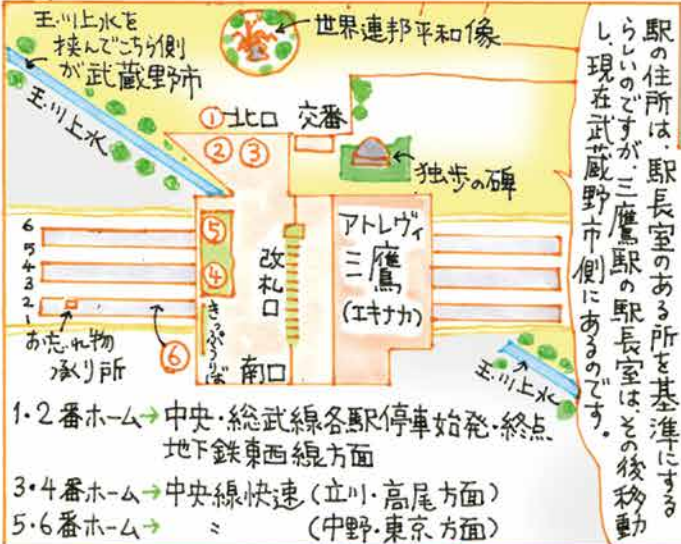 駅の住所は、駅長室のある所を基準にする
らしいのですが、三鷹駅の駅長室は、その後移動
し、現在武蔵野市側にあるのです。
玉川上水を
挟んでこちら側
が武蔵野市
玉川上水
世界連邦平和像
①北口
交番
②
③
独歩の碑
⑤
④
改札口
アトレヴィ
三鷹
(エキナカ)
6
5
4
3
2
1
お忘れ物
承り所
⑥
きっぷうりば
南口
玉川上水
1・2番ホーム→中央・総武線各駅停車始発・終点
地下鉄東西線方面
3・4番ホーム→中央線快速(立川・高尾方面)
5・6番ホーム→ 〃 (中野・東京方面)